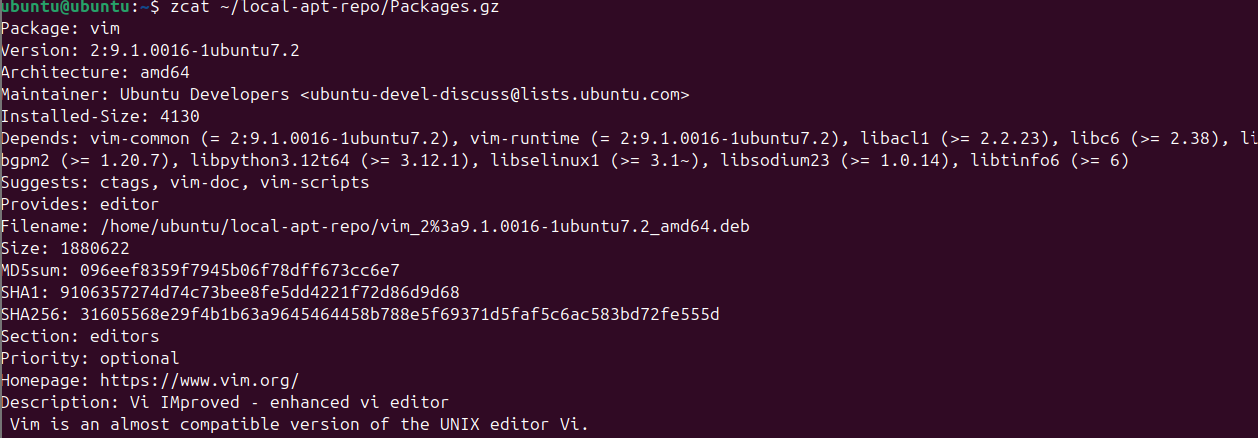 ubuntu@ubuntu:~$ zcat ~/local-apt-repo/Packages.gz
Package: vim
Version: 2:9.1.0016-1ubuntu7.2
Architecture: amd64
Maintainer: Ubuntu Developers <ubuntu-devel-discuss@lists.ubuntu.com>
Installed-Size: 4130
Depends: vim-common (= 2:9.1.0016-1ubuntu7.2), vim-runtime (= 2:9.1.0016-1ubuntu7.2), libacl1 (>= 2.2.23), libc6 (>= 2.38), li
bgpm2 (>= 1.20.7), libpython3.12t64 (>= 3.12.1), libselinux1 (>= 3.1~), libsodium23 (>= 1.0.14), libtinfo6 (>= 6)
Suggests: ctags, vim-doc, vim-scripts
Provides: editor
Filename: /home/ubuntu/local-apt-repo/vim_2%3a9.1.0016-1ubuntu7.2_amd64.deb
Size: 1880622
MD5sum: 096eef8359f7945b06f78dff673cc6e7
SHA1: 9106357274d74c73bee8fe5dd4221f72d86d9d68
SHA256: 31605568e29f4b1b63a9645464458b788e5f69371d5faf5c6ac583bd72fe555d
Section: editors
Priority: optional
Homepage: https://www.vim.org/
Description: Vi IMproved - enhanced vi editor
 Vim is an almost compatible version of the UNIX editor Vi.